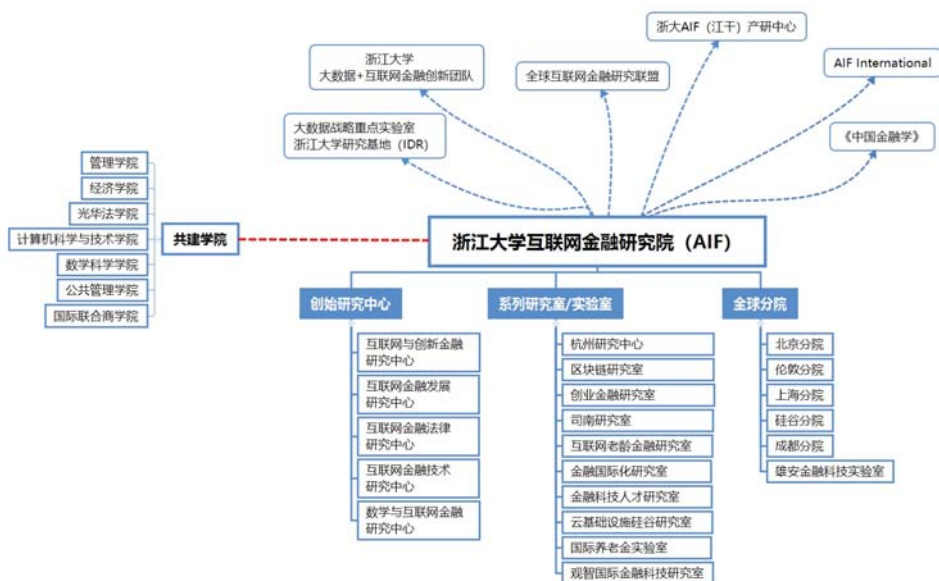 浙大AIF（江干）产研中心
浙江大学
大数据+互联网金融创新团队
全球互联网金融研究联盟
AIF International
大数据战略重点实验室
浙江大学研究基地（IDR）
《中国金融学》
管理学院
经济学院
光华法学院
计算机科学与技术学院
数学科学学院
公共管理学院
国际联合商学院
共建学院
浙江大学互联网金融研究院（AIF）
创始研究中心
互联网与创新金融
研究中心
互联网金融发展
研究中心
互联网金融法律
研究中心
互联网金融技术
研究中心
数学与互联网金融
研究中心
系列研究室/实验室
杭州研究中心
区块链研究室
创业金融研究室
司南研究室
互联网老龄金融研究室
金融国际化研究室
金融科技人才研究室
云基础设施硅谷研究室
国际养老金实验室
观智国际金融科技研究室
全球分院
北京分院
伦敦分院
上海分院
硅谷分院
成都分院
雄安金融科技实验室